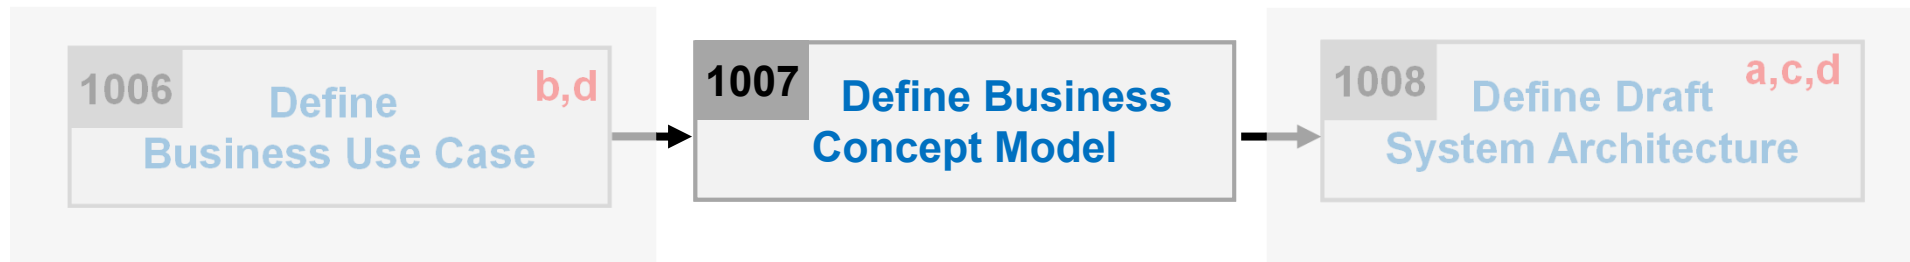 1006
Define
Business Use Case
b,d
1007
Define Business
Concept Model
1008
Define Draft
System Architecture
a,c,d